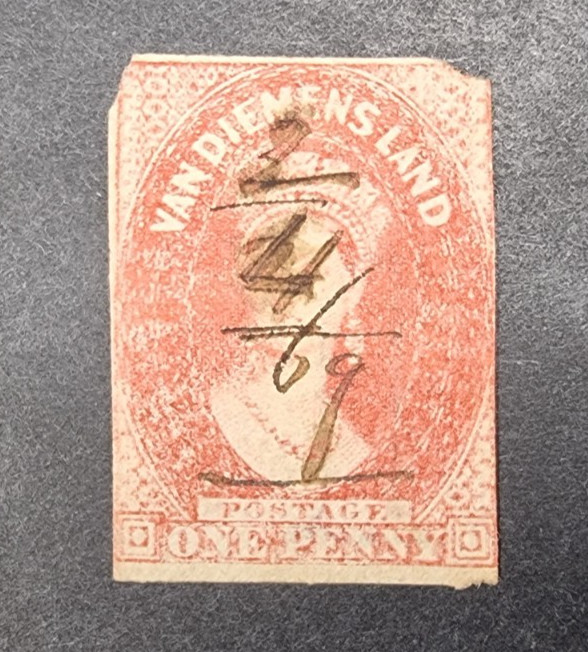 VAN DIEMENS LAND
2
4
69
POSTAGE
ONE PENNY